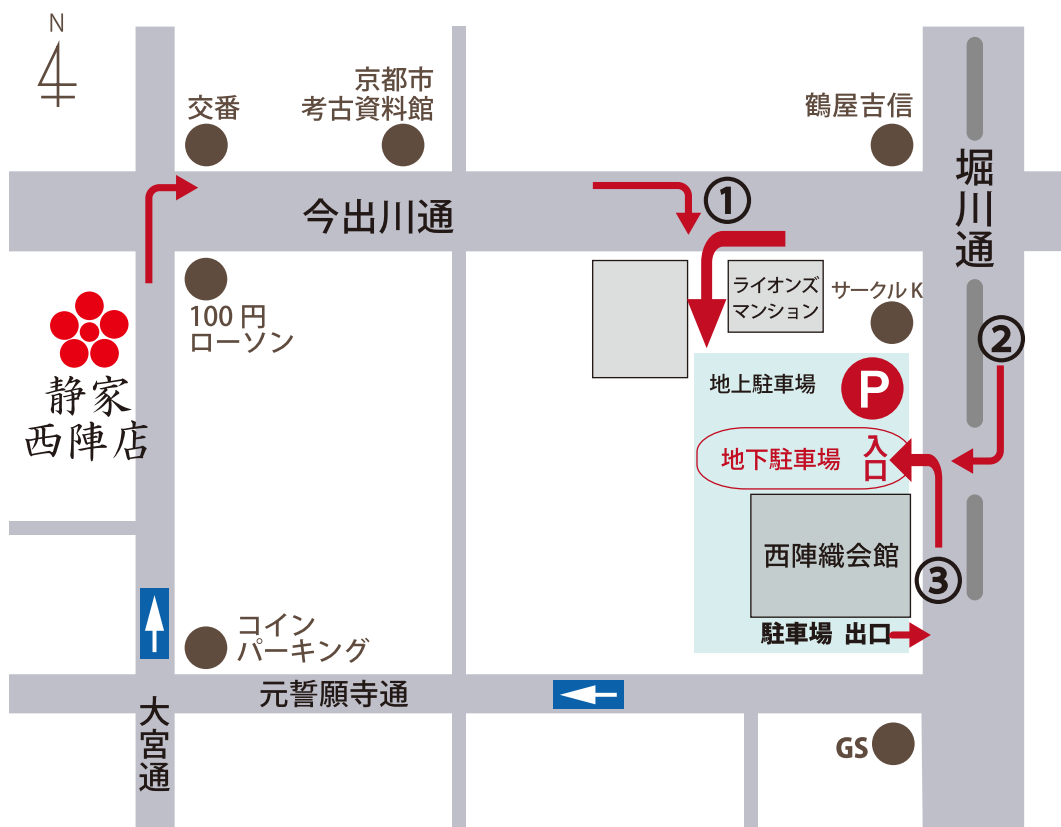 N
交番
京都市
考古資料館
鶴屋吉信
今出川通
①
堀川通
100 円
ローソン
ライオンズ
マンション
サークル K
②
静家
西陣店
地上駐車場
P
地下駐車場
入口
西陣織会館
③
駐車場 出口
コイン
パーキング
元誓願寺通
大宮通
GS